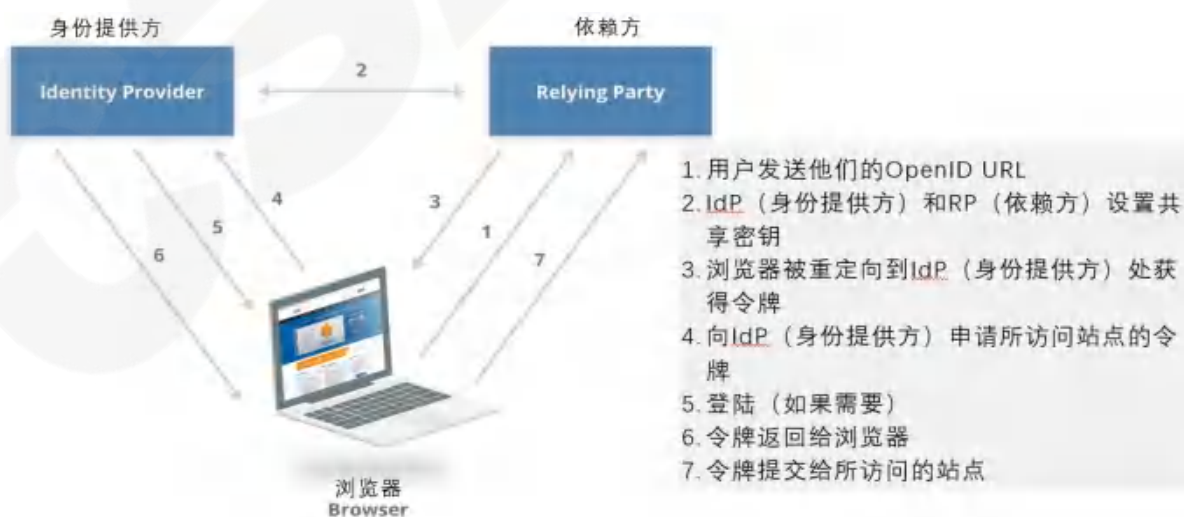 身份提供方
依赖方
Identity Provider
2
Relying Party
4
3
5
1
6
7
1. 用户发送他们的OpenID URL
2. IdP（身份提供方）和RP（依赖方）设置共
享密钥
3. 浏览器被重定向到IdP（身份提供方）处获
得令牌
4. 向IdP（身份提供方）申请所访问站点的令
牌
5. 登陆（如果需要）
6. 令牌返回给浏览器
7. 令牌提交给所访问的站点
浏览器
Browser